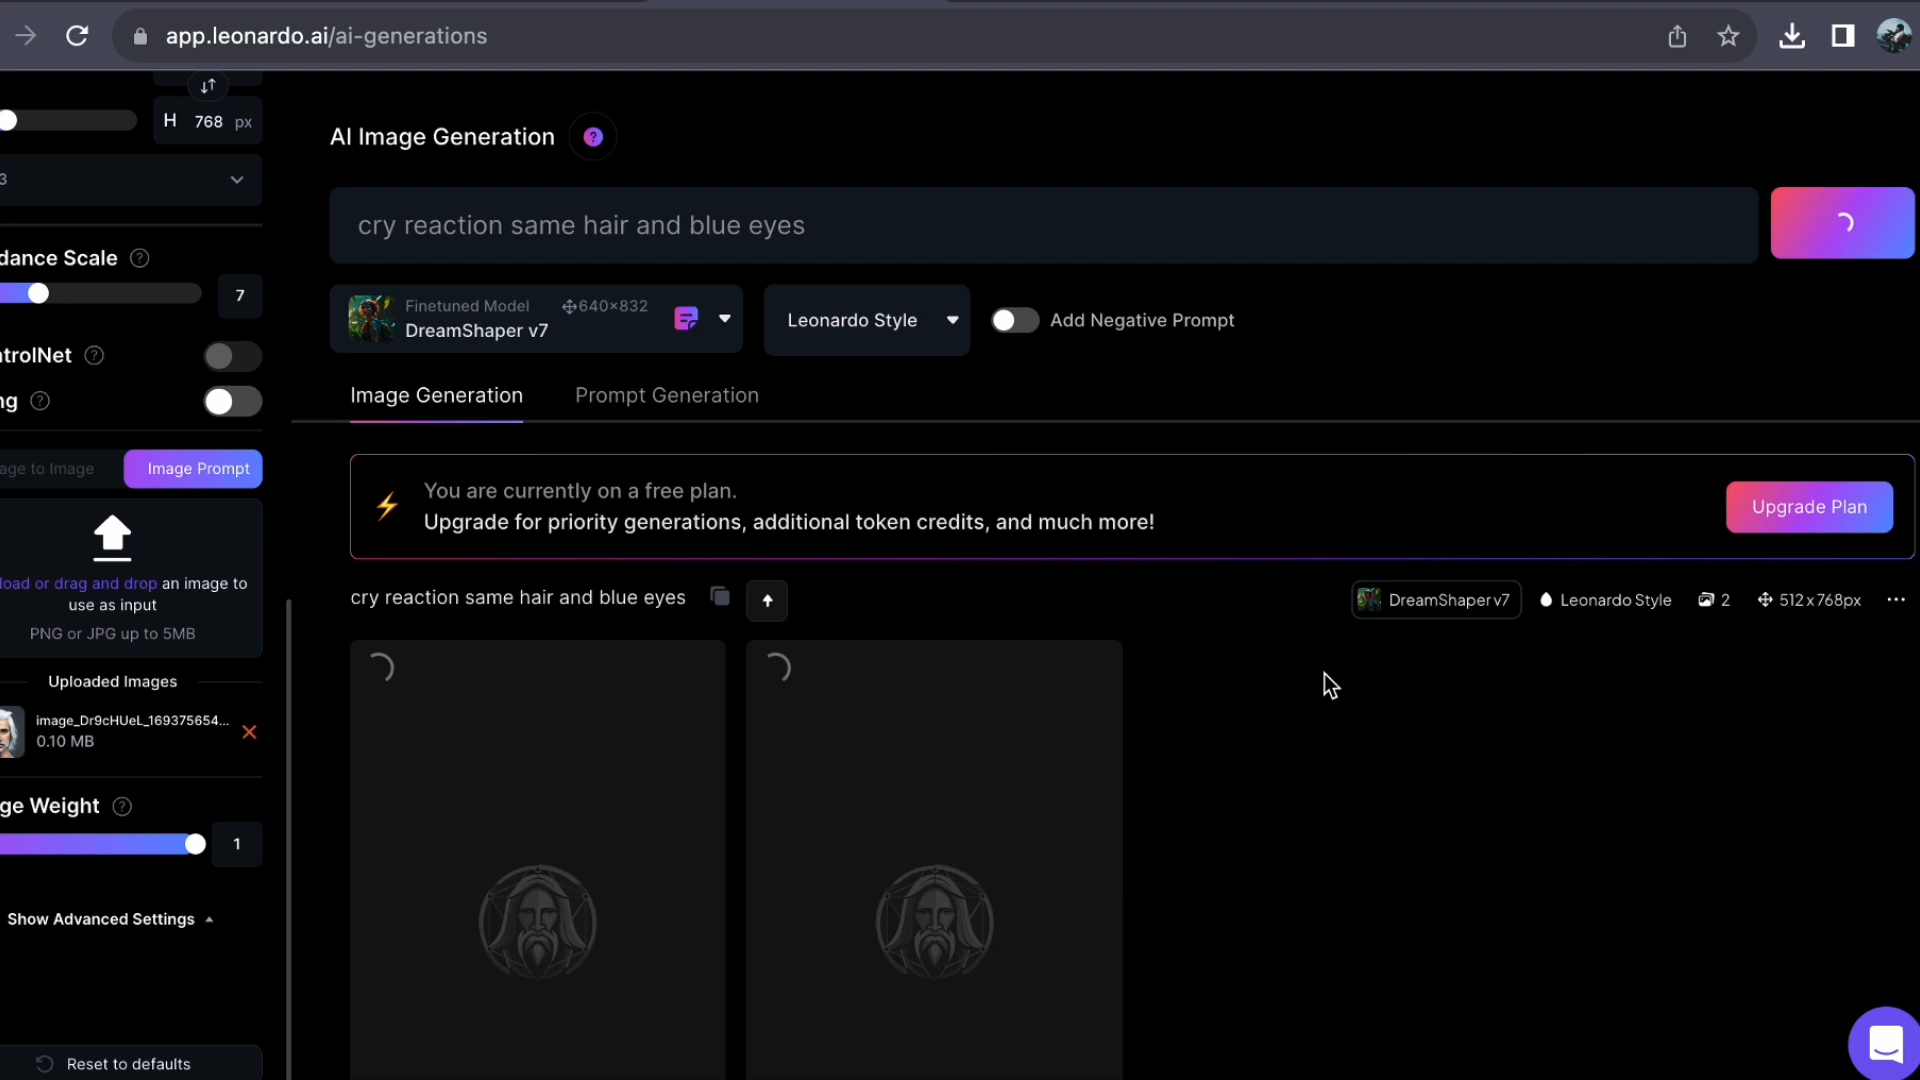 app.leonardo.ai/ai-generations
H 768 px
3
AI Image Generation ?
cry reaction same hair and blue eyes
dance Scale ?
7
Finetuned Model 640×832
DreamShaper v7
Leonardo Style
Add Negative Prompt
trolNet ?
ng ?
Image Generation
Prompt Generation
age to Image
Image Prompt
You are currently on a free plan.
Upgrade for priority generations, additional token credits, and much more!
Upgrade Plan
load or drag and drop an image to
use as input
PNG or JPG up to 5MB
cry reaction same hair and blue eyes
DreamShaper v7
Leonardo Style
2
512 x 768px
Uploaded Images
image_Dr9cHUeL_169375654...
0.10 MB
ge Weight ?
1
Show Advanced Settings
Reset to defaults